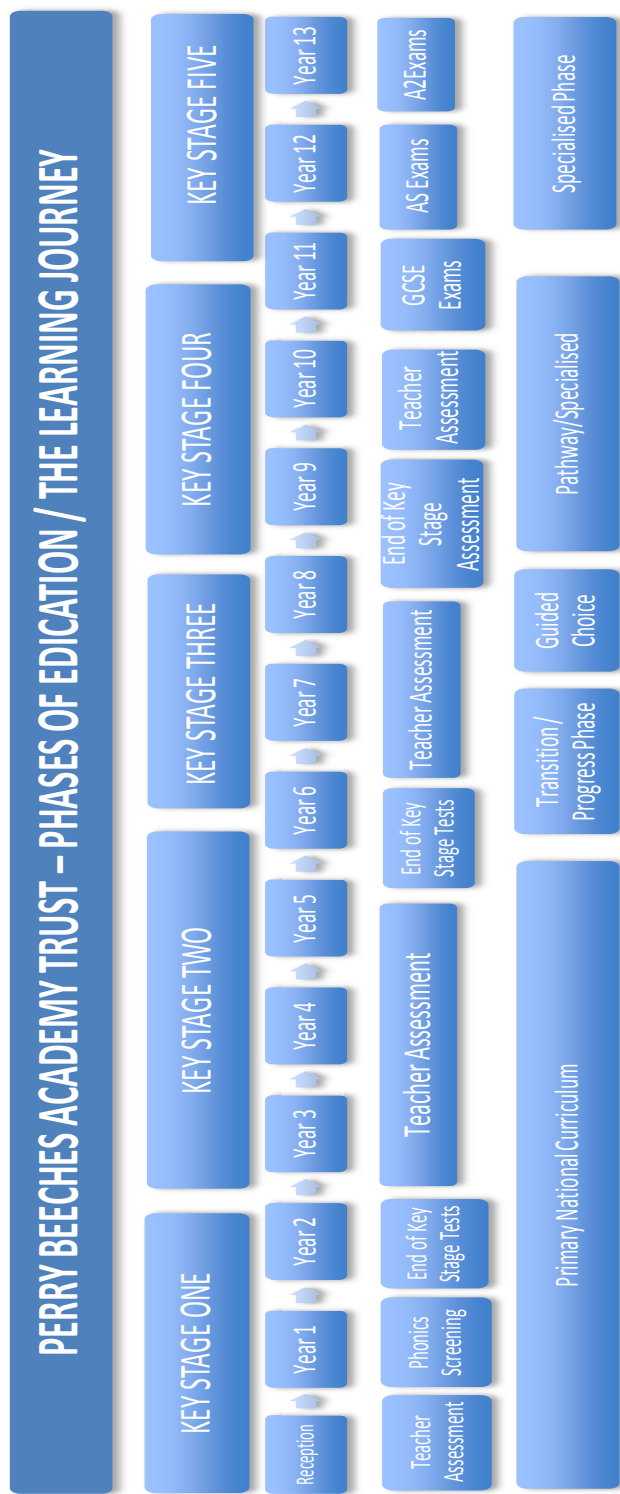 PERRY BEECHES ACADEMY TRUST – PHASES OF EDICATION / THE LEARNING JOURNEY
KEY STAGE ONE
KEY STAGE TWO
KEY STAGE THREE
KEY STAGE FOUR
KEY STAGE FIVE
Reception
Year 1
Year 2
Year 3
Year 4
Year 5
Year 6
Year 7
Year 8
Year 9
Year 10
Year 11
Year 12
Year 13
Teacher
Assessment
Phonics
Screening
End of Key
Stage Tests
Teacher Assessment
End of Key
Stage Tests
Teacher Assessment
End of Key
Stage
Assessment
Teacher
Assessment
GCSE
Exams
AS Exams
A2Exams
Primary National Curriculum
Transition /
Progress Phase
Guided
Choice
Pathway/Specialised
Specialised Phase